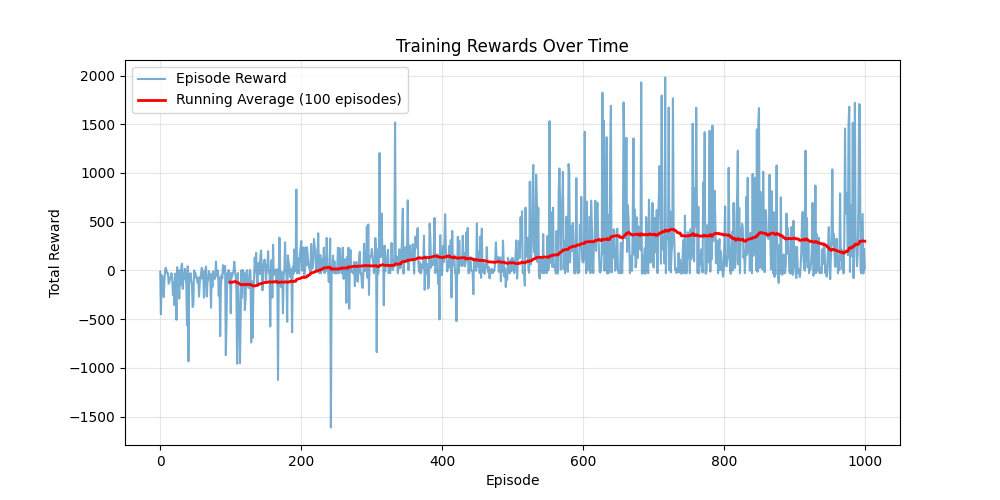 Training Rewards Over Time
Episode Reward
Running Average (100 episodes)
Total Reward
2000
1500
1000
500
0
−500
−1000
−1500
0 200 400 600 800 1000
Episode